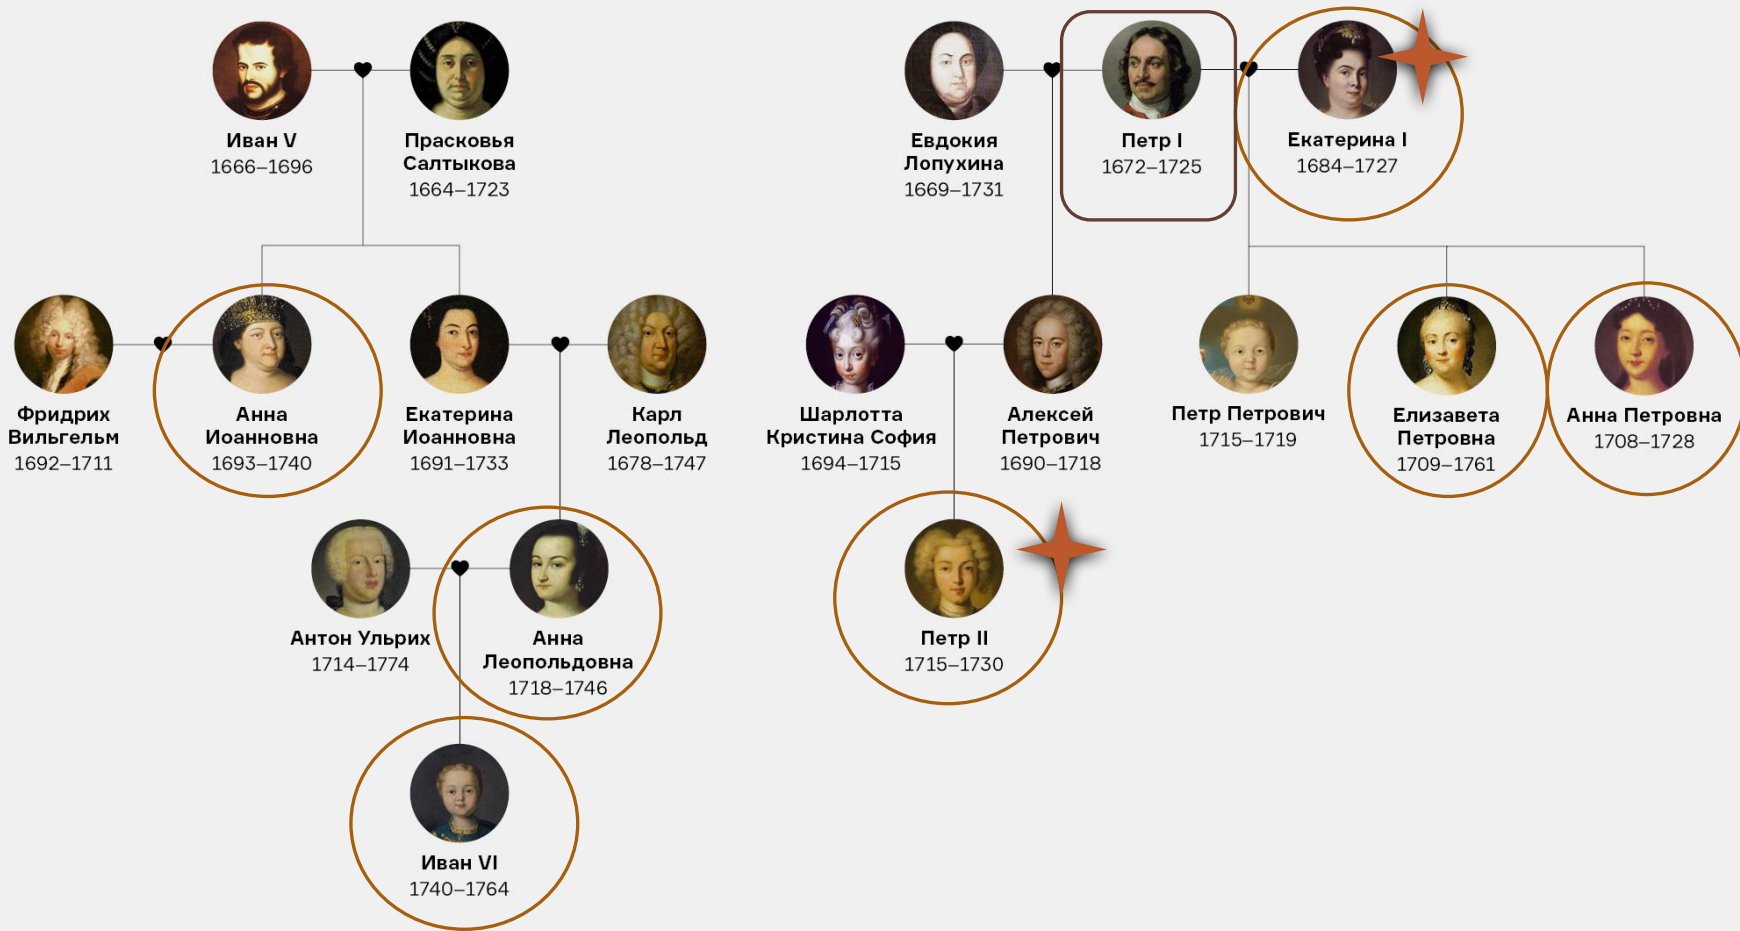 Иван V
1666–1696
Прасковья
Салтыкова
1664–1723
Евдокия
Лопухина
1669–1731
Петр I
1672–1725
Екатерина I
1684–1727
Фридрих
Вильгельм
1692–1711
Анна
Иоанновна
1693–1740
Екатерина
Иоанновна
1691–1733
Карл
Леопольд
1678–1747
Шарлотта
Кристина София
1694–1715
Алексей
Петрович
1690–1718
Петр Петрович
1715–1719
Елизавета
Петровна
1709–1761
Анна Петровна
1708–1728
Антон Ульрих
1714–1774
Анна
Леопольдовна
1718–1746
Петр II
1715–1730
Иван VI
1740–1764